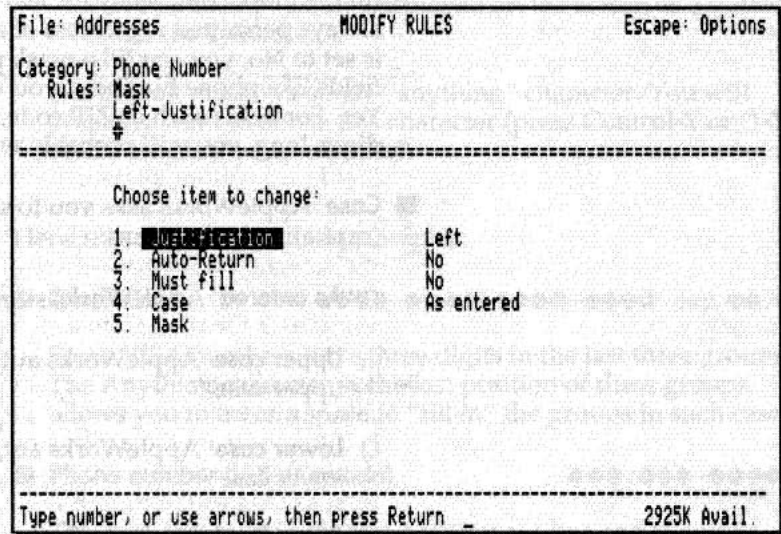 File: Addresses MODIFY RULES Escape: Options
Category: Phone Number
Rules: Mask
Left-Justification
#
Choose item to change:
1. Justification Left
2. Auto-Return No
3. Must fill No
4. Case As entered
5. Mask
Type number, or use arrows, then press Return _ 2925K Avail.